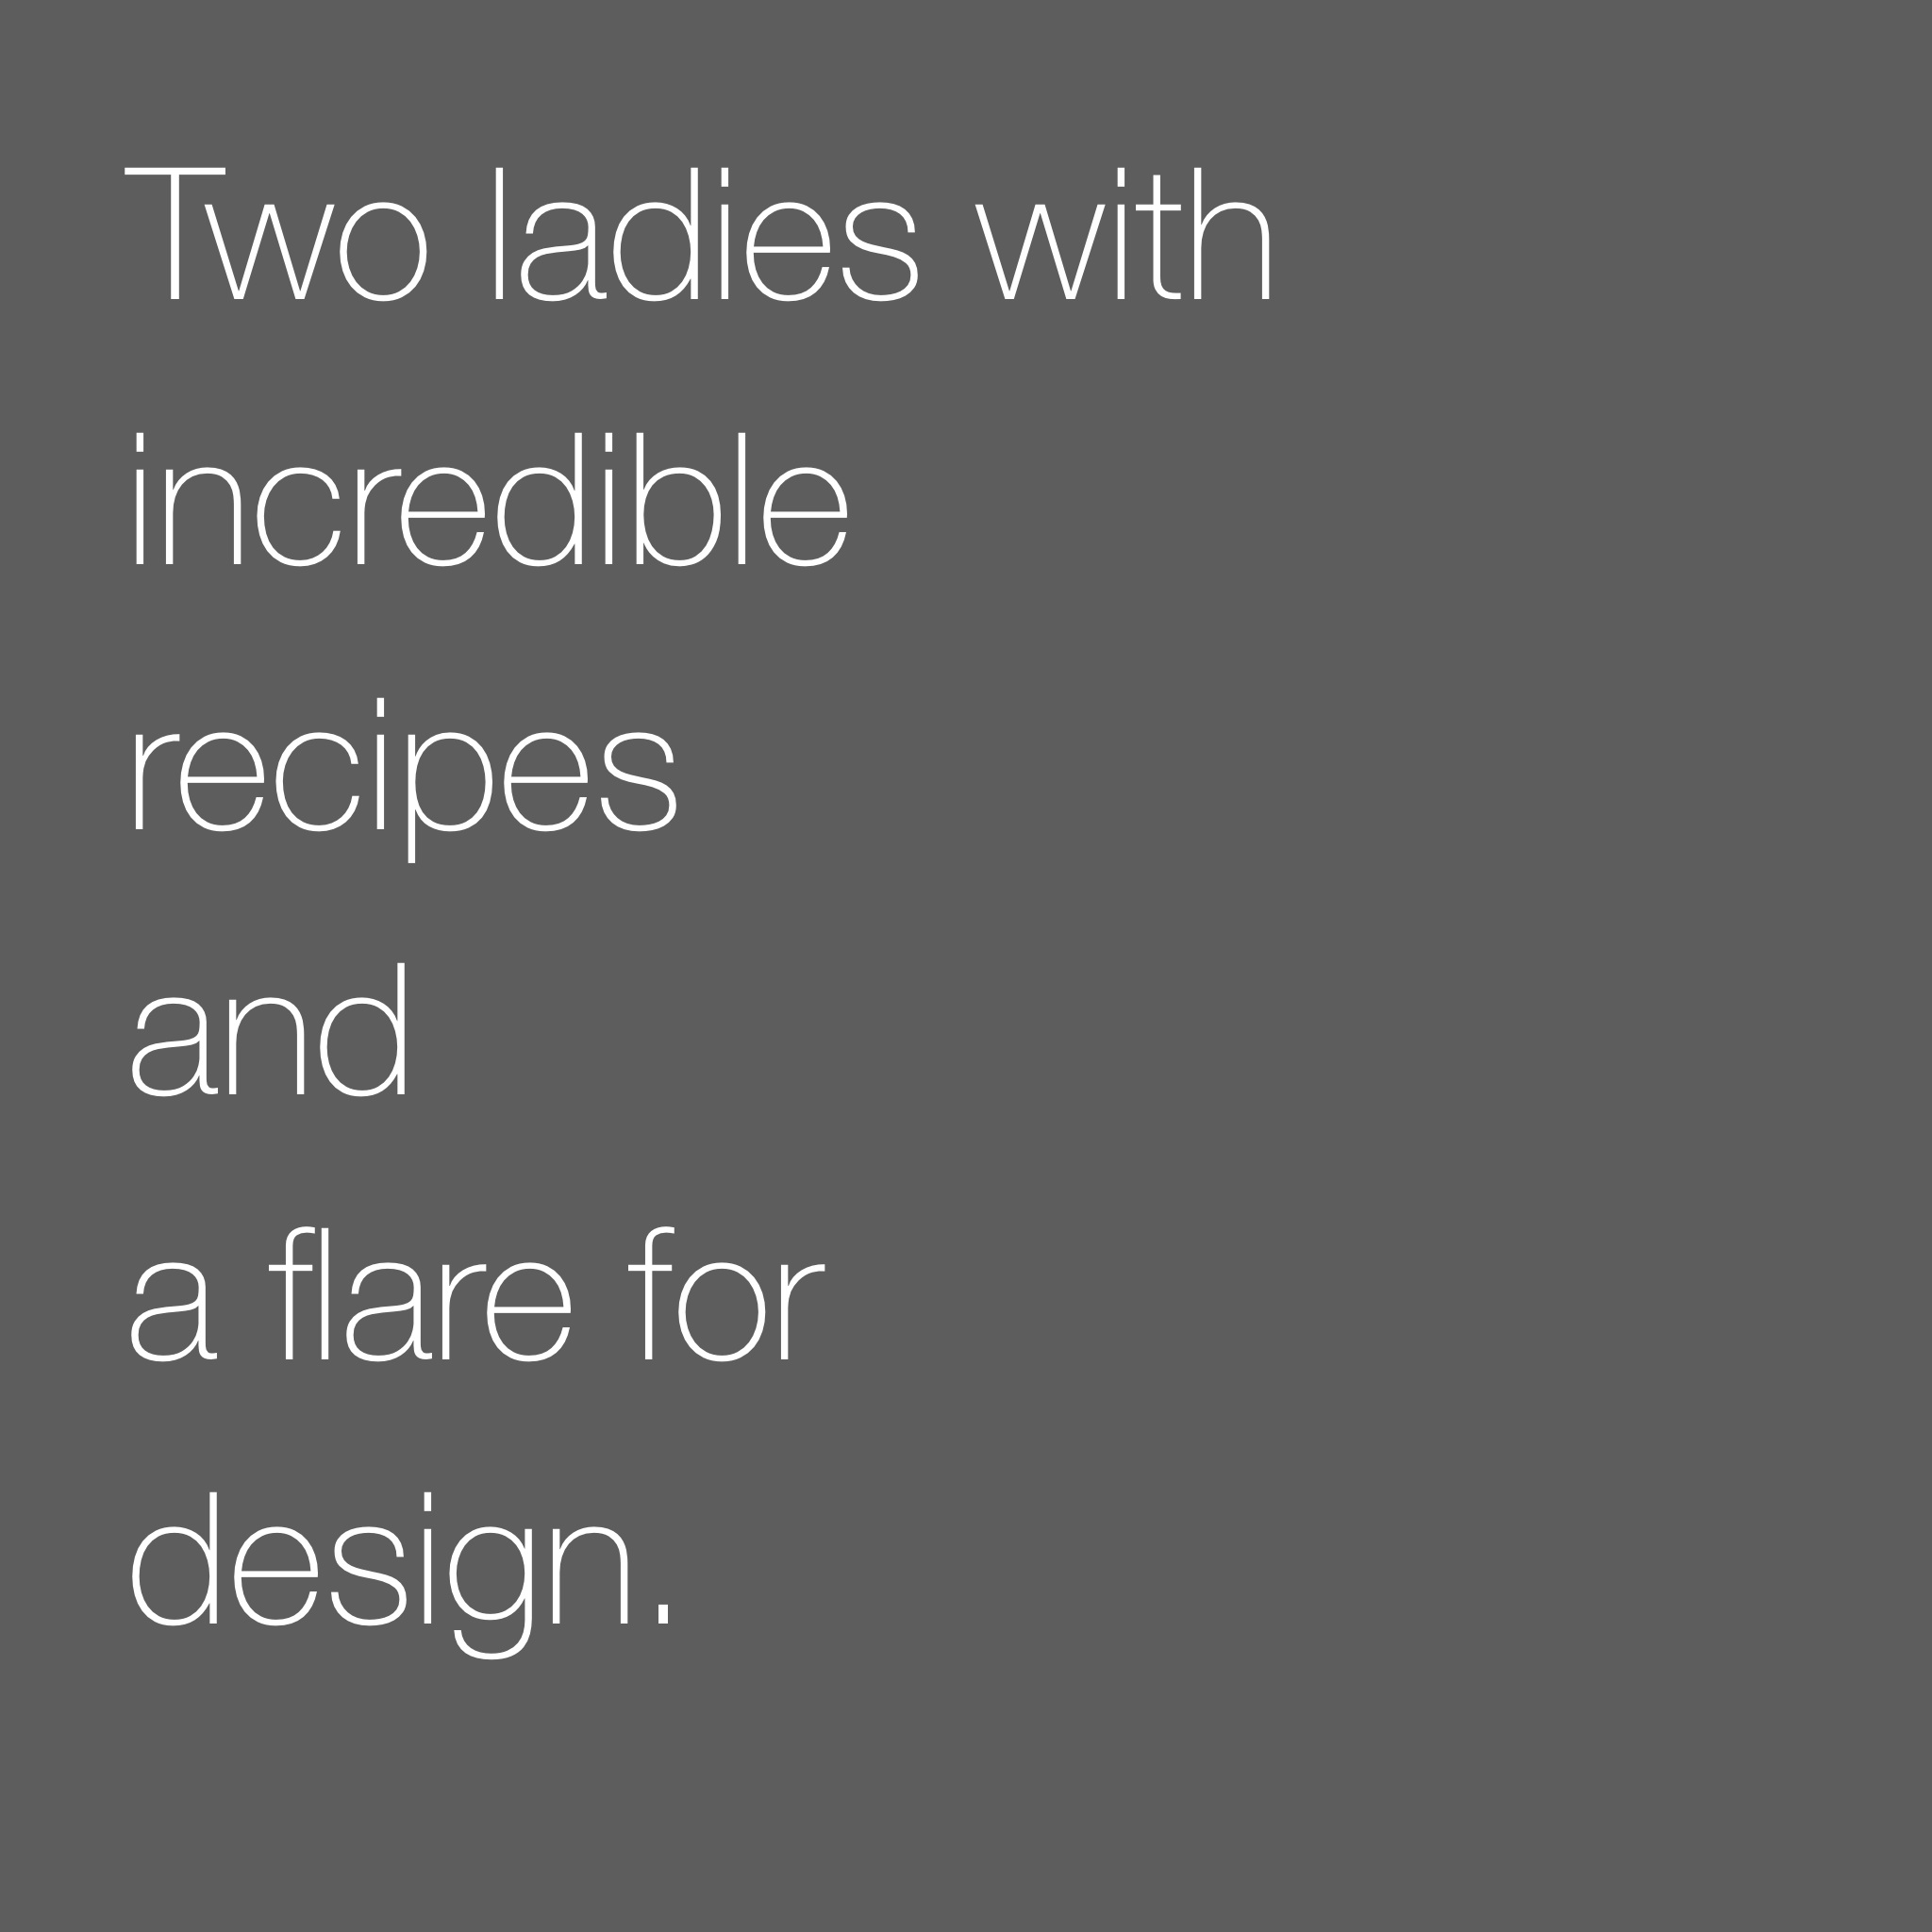 Two ladies with
incredible
recipes
and
a flare for
design.